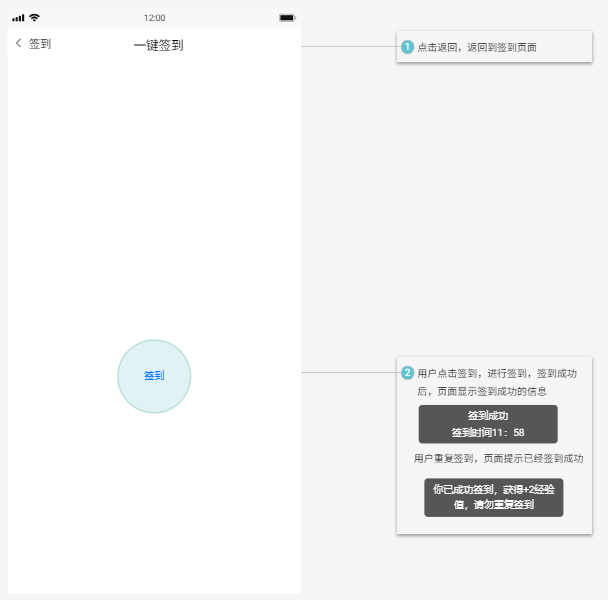 12:00
签到
一键签到
1 点击返回，返回到签到页面
签到
2 用户点击签到，进行签到，签到成功
后，页面显示签到成功的信息
签到成功
签到时间11：58
用户重复签到，页面提示已经签到成功
你已成功签到，获得+2经验
值，请勿重复签到